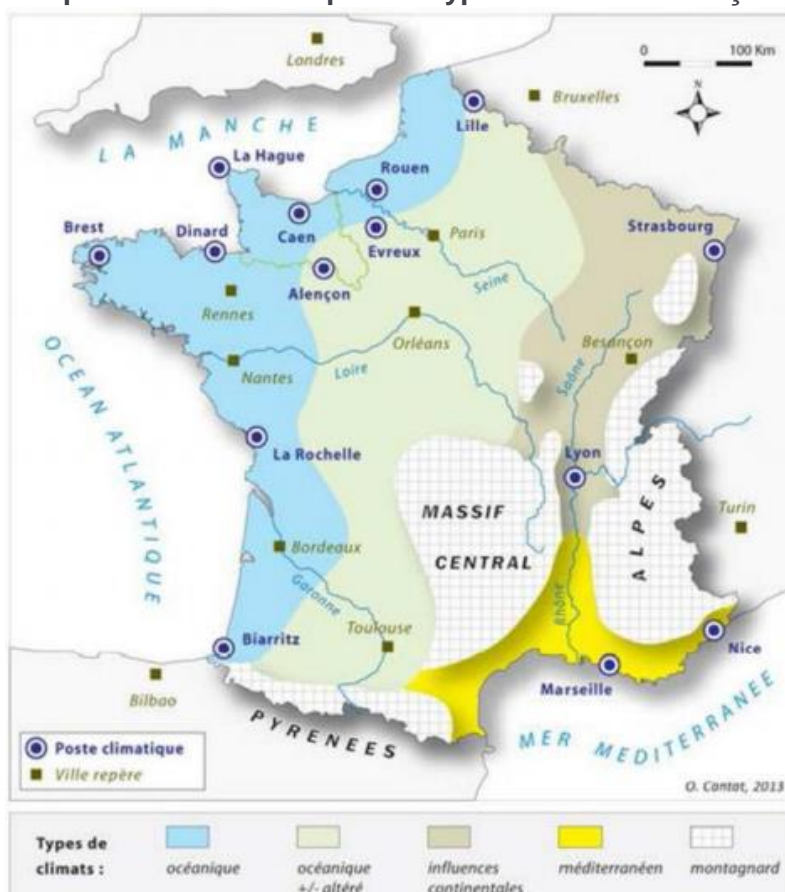 Londres
Bruxelles
0 100 Km
N
LA MANCHE
Lille
La Hague
Rouen
Brest
Dinard
Caen
Evreux
Paris
Strasbourg
Alençon
Seine
Rennes
Orléans
Besançon
OCEAN ATLANTIQUE
Nantes
Loire
Saône
La Rochelle
Lyon
MASSIF
CENTRAL
ALPES
Turin
Bordeaux
Garonne
Rhône
Toulouse
Biarritz
Nice
Marseille
Bilbao
PYRENEES
MER MEDITERRANEE
Poste climatique
Ville repère
O. Cantat, 2013
Types de
climats :
océanique
océanique
+/- altéré
influences
continentales
méditerranéen
montagnard